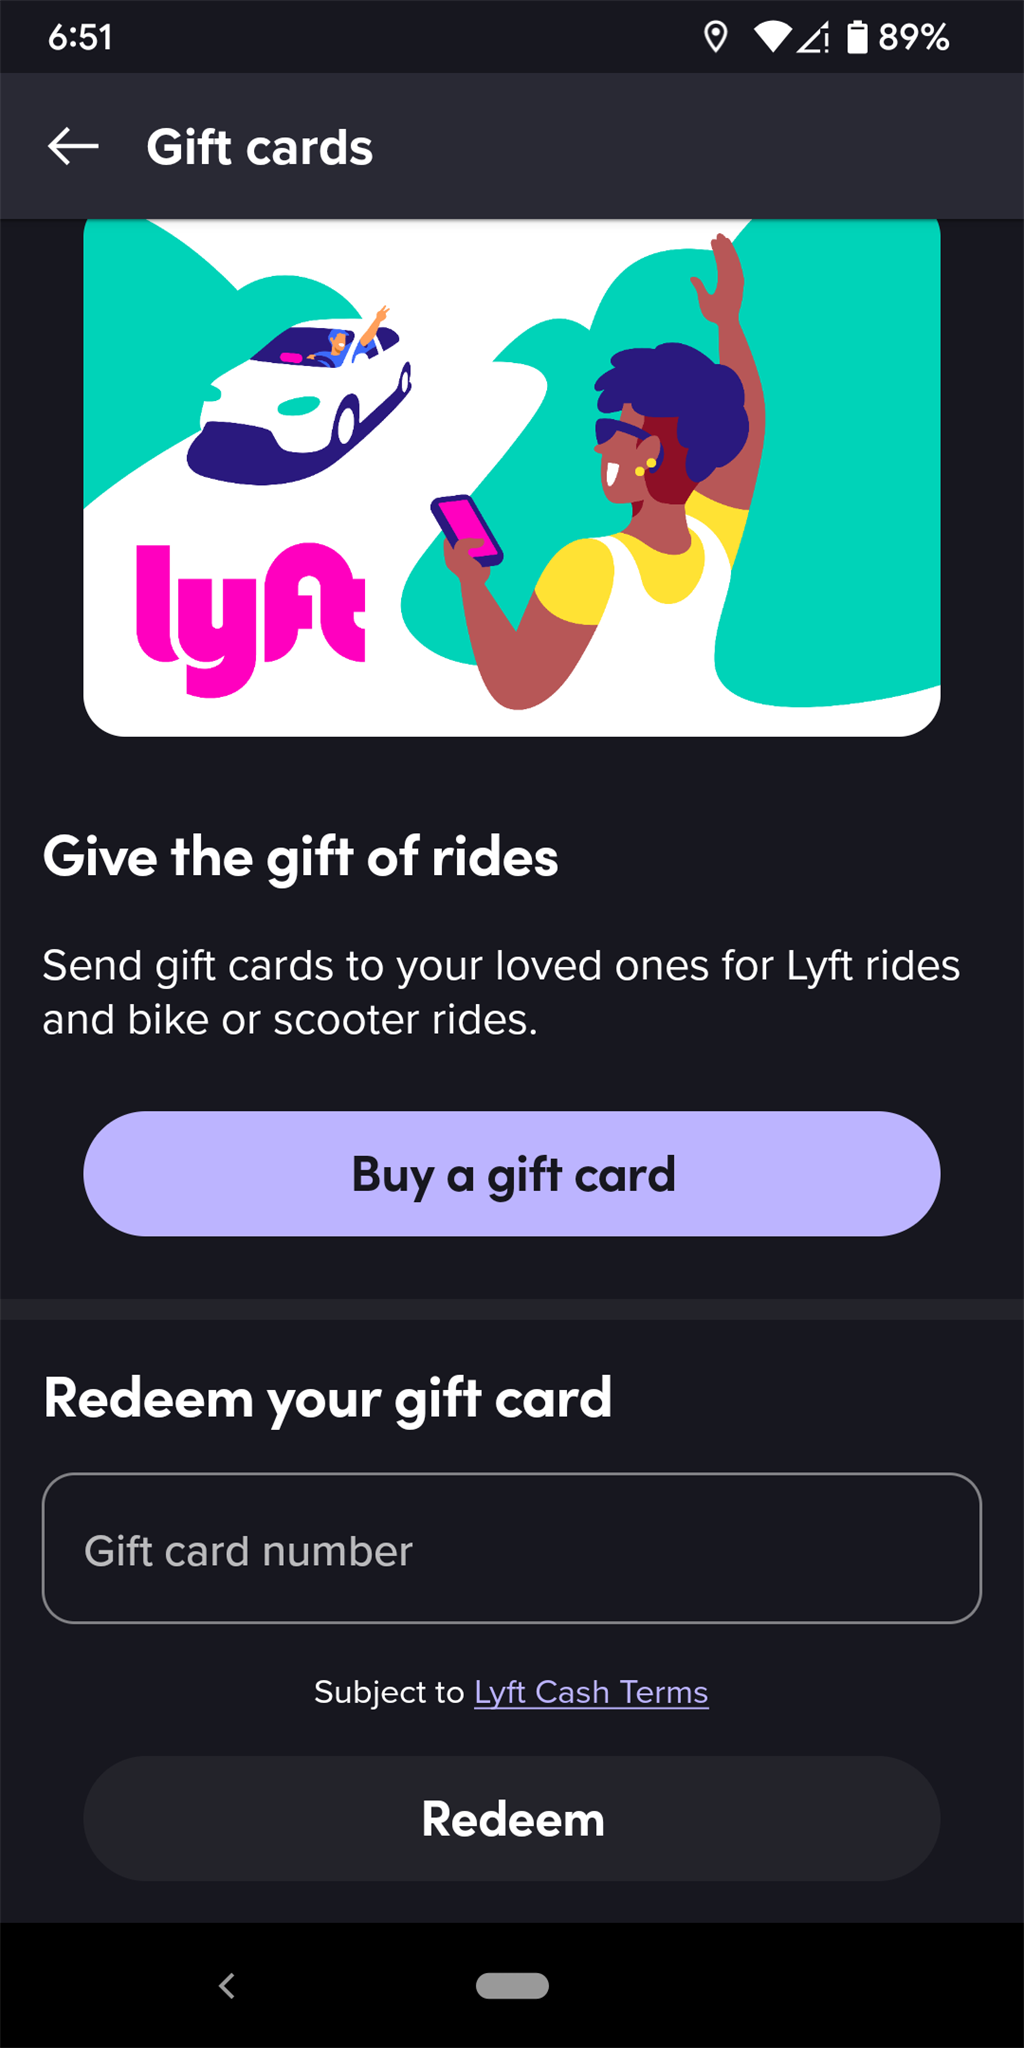 6:51
89%
Gift cards
lyft
Give the gift of rides
Send gift cards to your loved ones for Lyft rides
and bike or scooter rides.
Buy a gift card
Redeem your gift card
Gift card number
Subject to Lyft Cash Terms
Redeem